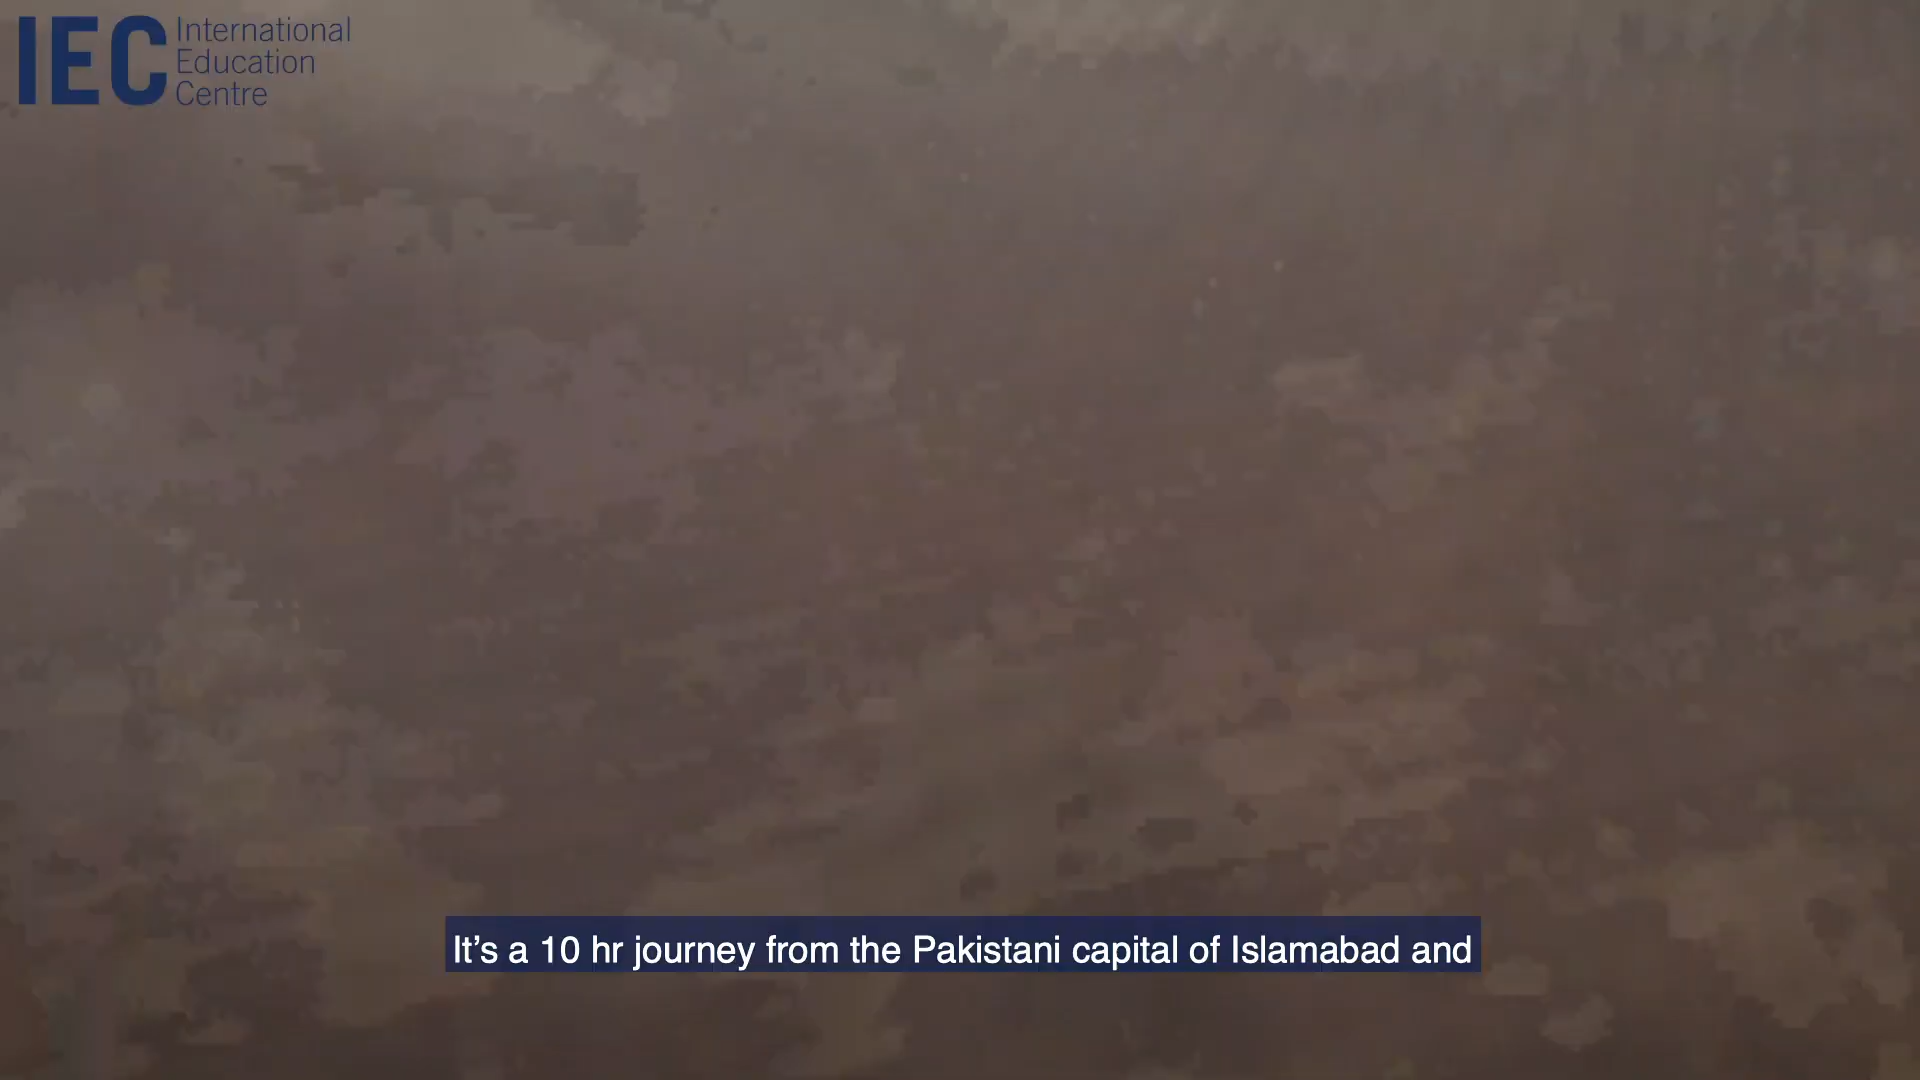 IEC International
Education
Centre
It’s a 10 hr journey from the Pakistani capital of Islamabad and